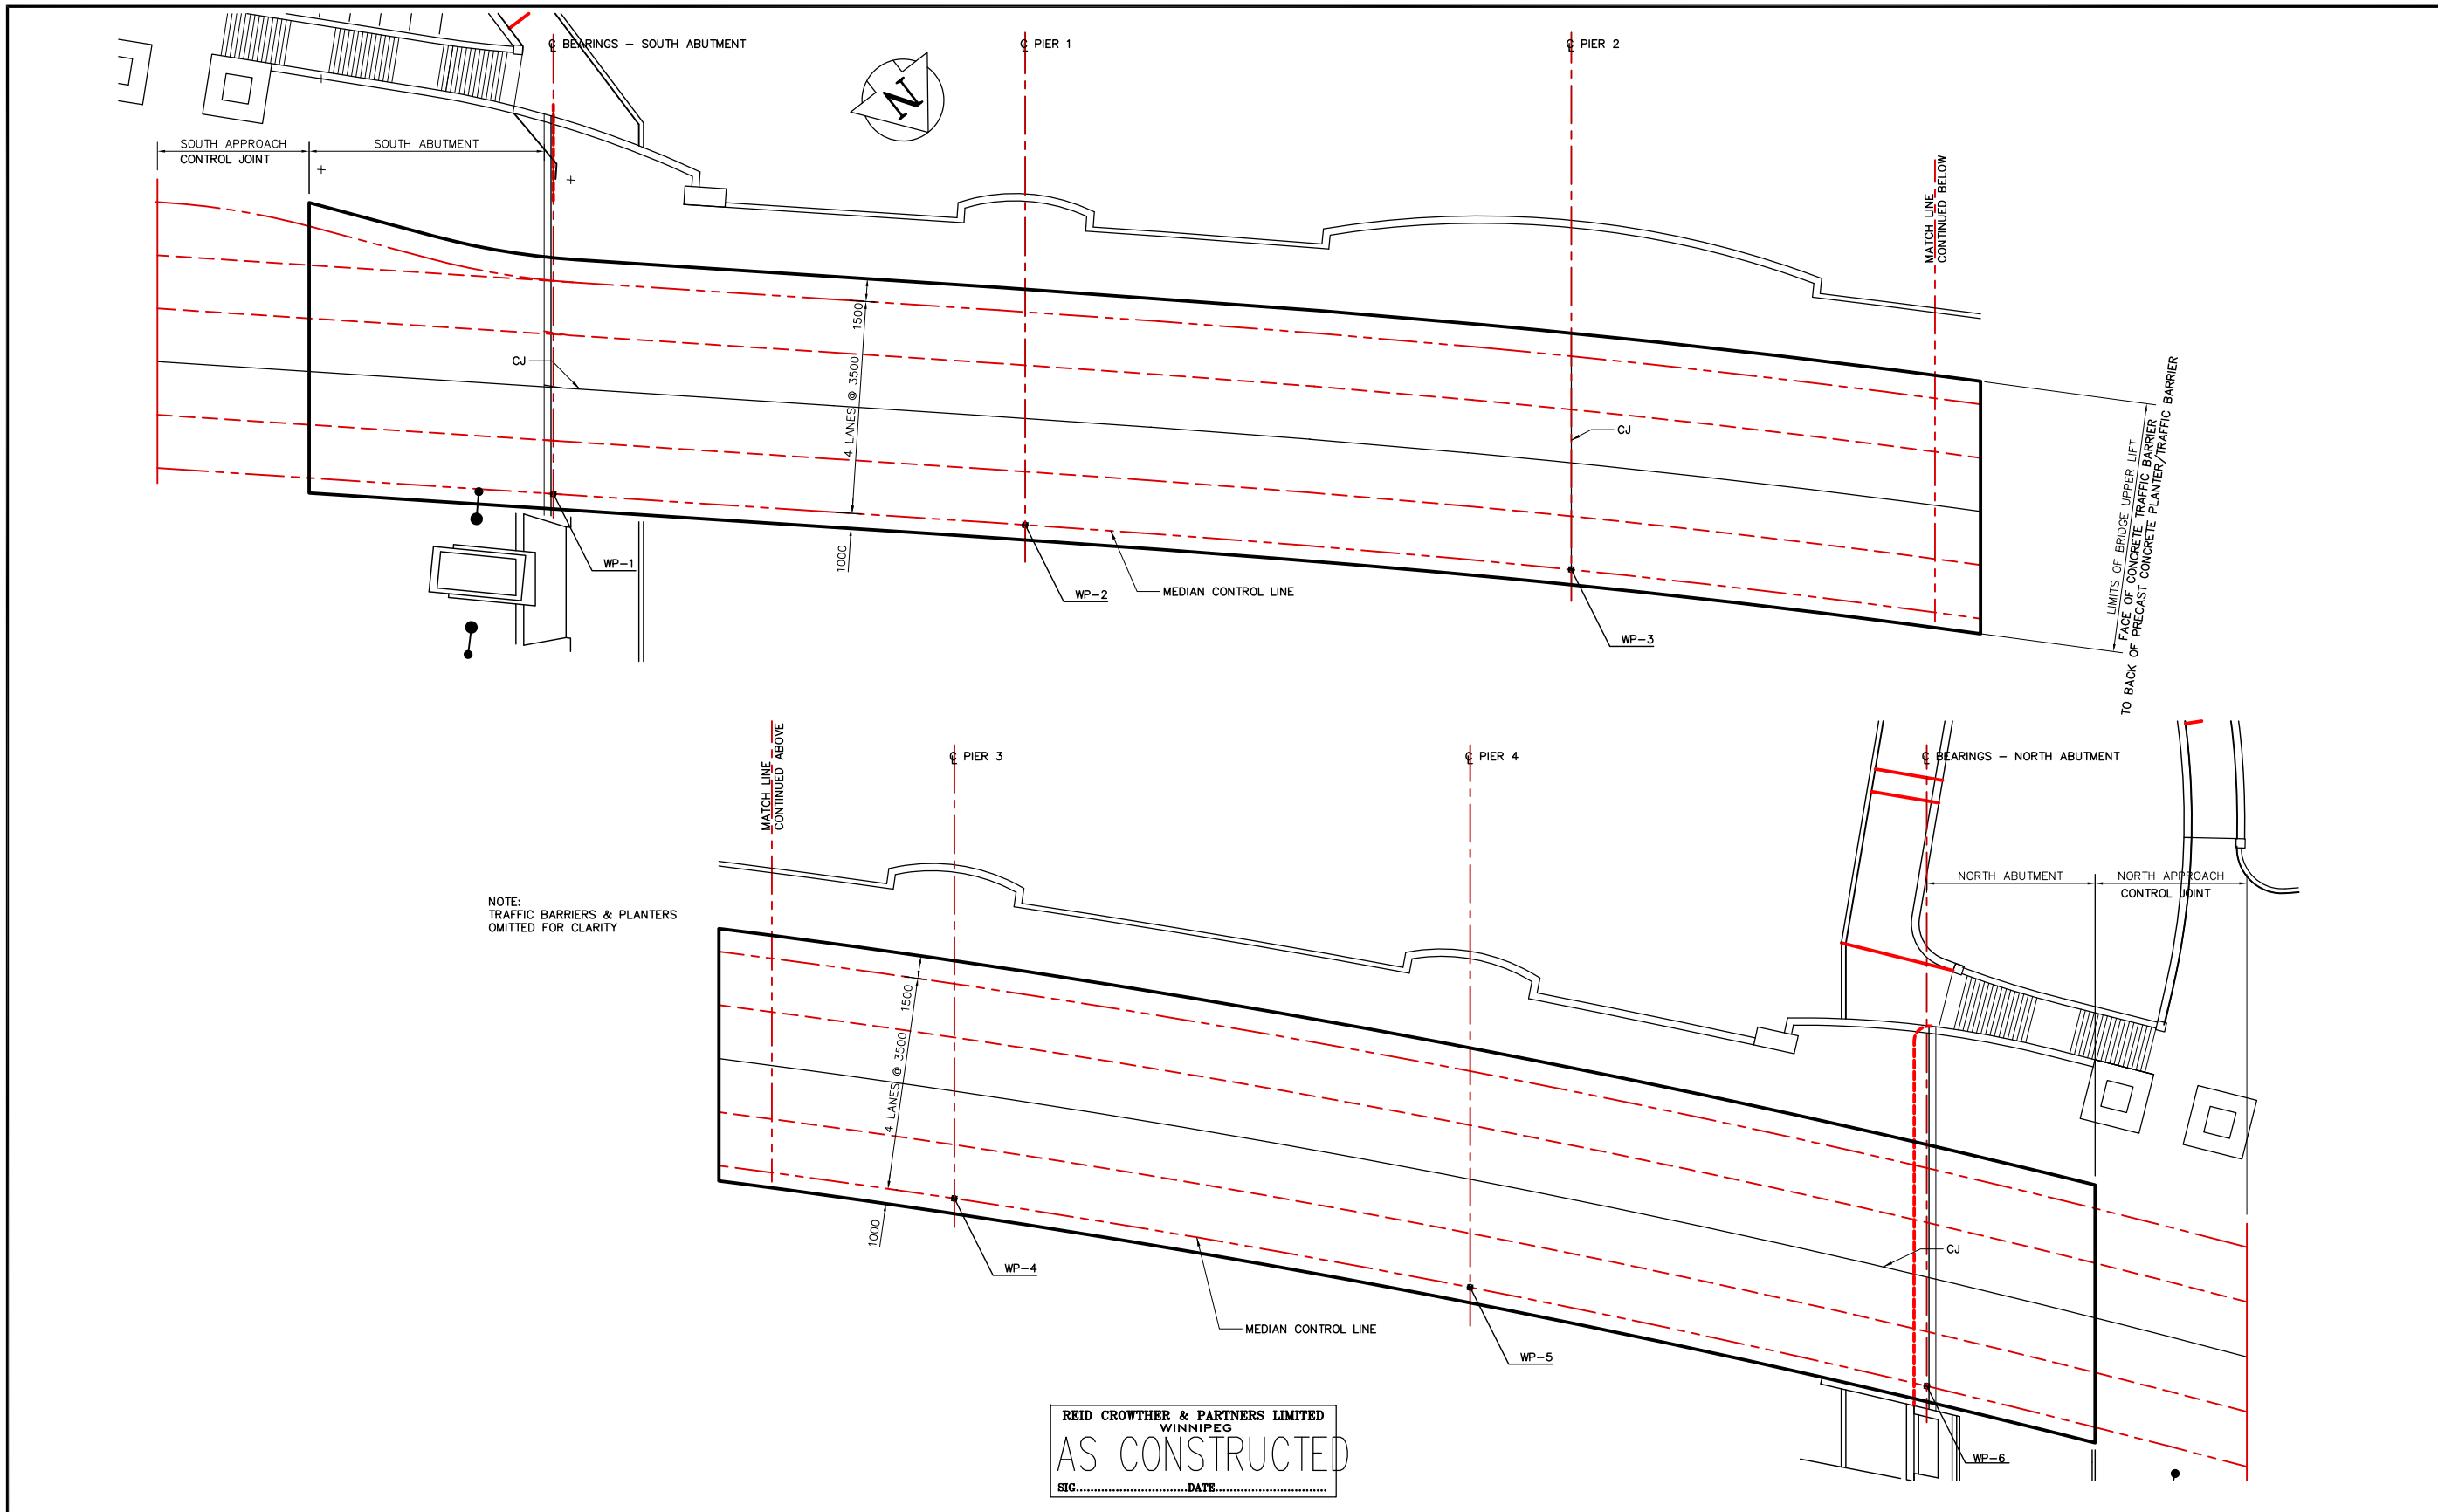 ℄ BEARINGS - SOUTH ABUTMENT
℄ PIER 1
℄ PIER 2
N
SOUTH APPROACH
CONTROL JOINT
SOUTH ABUTMENT
MATCH LINE
CONTINUED BELOW
1500
4 LANES @ 3500
1000
CJ
CJ
WP-1
WP-2
MEDIAN CONTROL LINE
WP-3
LIMITS OF BRIDGE UPPER LIFT
FACE OF CONCRETE TRAFFIC BARRIER
TO BACK OF PRECAST CONCRETE PLANTER/TRAFFIC BARRIER
MATCH LINE
CONTINUED ABOVE
℄ PIER 3
℄ PIER 4
℄ BEARINGS - NORTH ABUTMENT
NORTH ABUTMENT
NORTH APPROACH
CONTROL JOINT
NOTE:
TRAFFIC BARRIERS & PLANTERS
OMITTED FOR CLARITY
1500
4 LANES @ 3500
1000
CJ
WP-4
MEDIAN CONTROL LINE
WP-5
WP-6
REID CROWTHER & PARTNERS LIMITED
WINNIPEG
AS CONSTRUCTED
SIG...............................DATE...............................